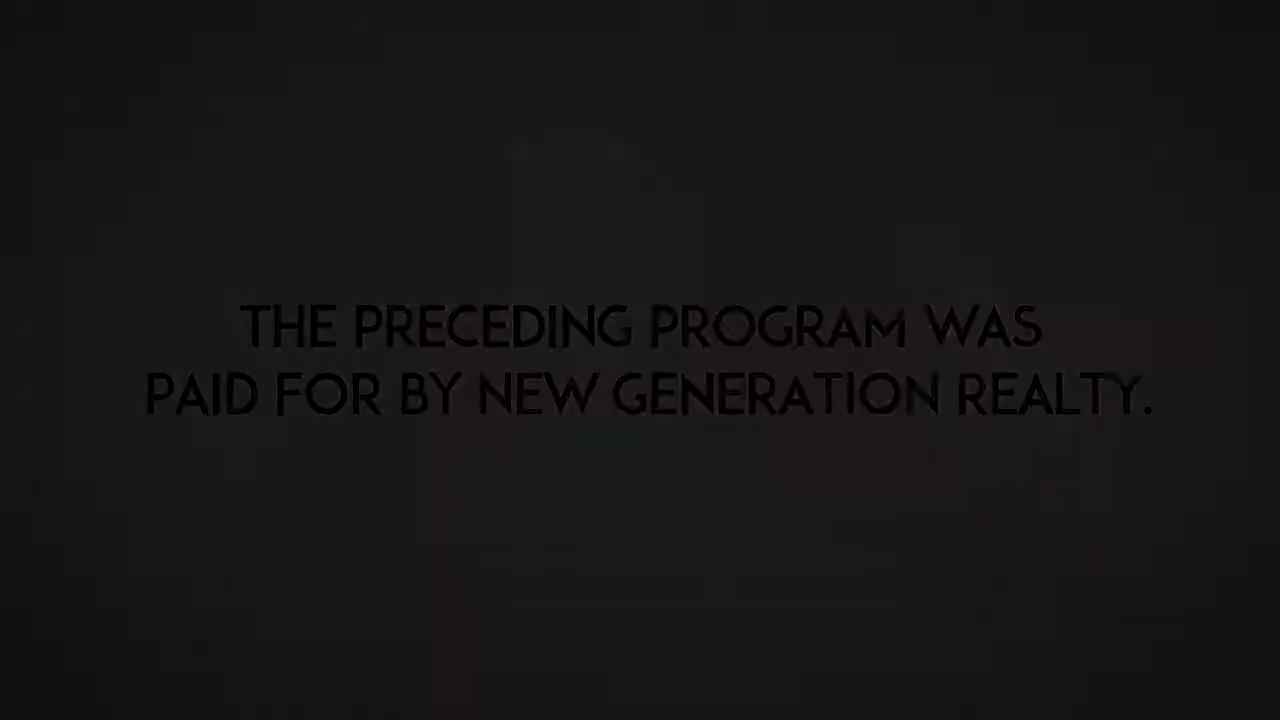 THE PRECEDING PROGRAM WAS
PAID FOR BY NEW GENERATION REALTY.